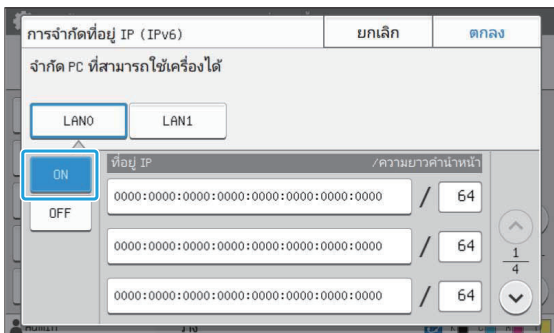 การจำกัดที่อยู่ IP (IPv6) ยกเลิก ตกลง
จำกัด PC ที่สามารถใช้เครื่องได้
LAN0 LAN1
ON
OFF
ที่อยู่ IP /ความยาวคำนำหน้า
0000:0000:0000:0000:0000:0000:0000:0000 / 64
0000:0000:0000:0000:0000:0000:0000:0000 / 64
0000:0000:0000:0000:0000:0000:0000:0000 / 64
1
4
Admin ว่าง